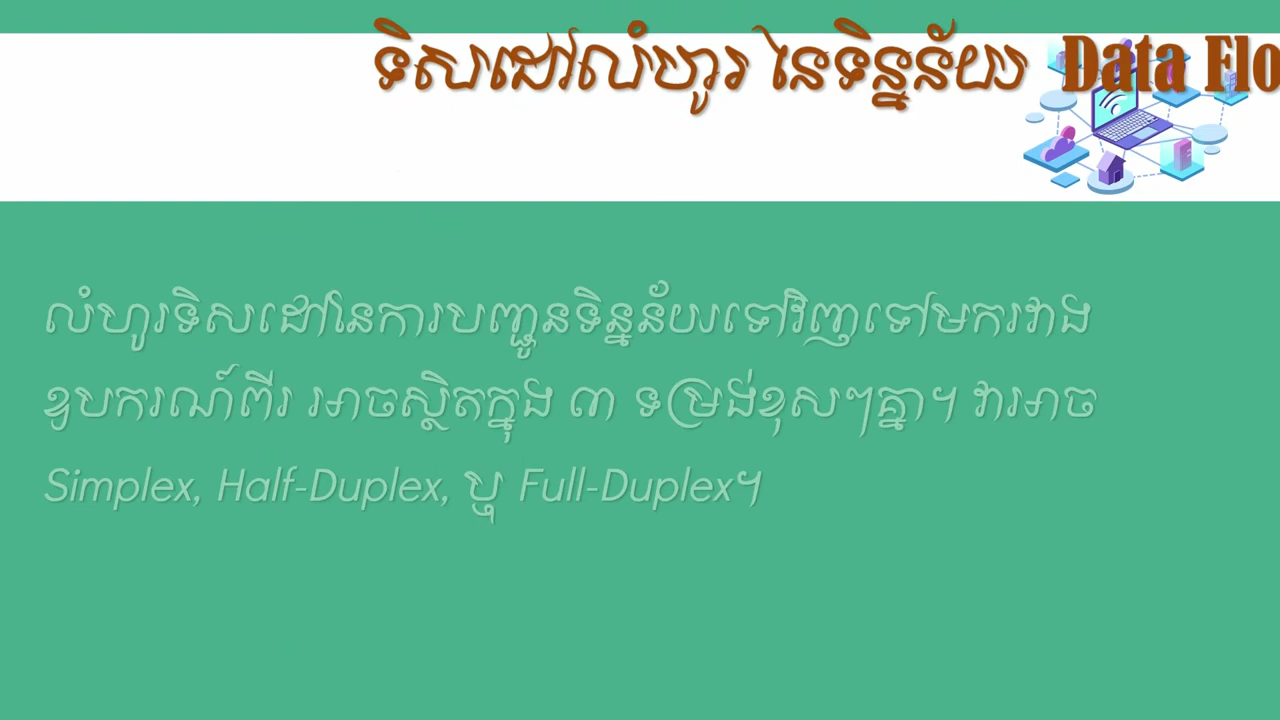 ទិសដៅលំហូរ នៃទិន្នន័យ Data Flo
លំហូរទិសដៅនៃការបញ្ជូនទិន្នន័យទៅវិញទៅមករវាង
ឧបករណ៍ពីរ អាចស្ថិតក្នុង ៣ ទម្រង់ខុសៗគ្នា។ វារអាច
Simplex, Half-Duplex, ឬ Full-Duplex។